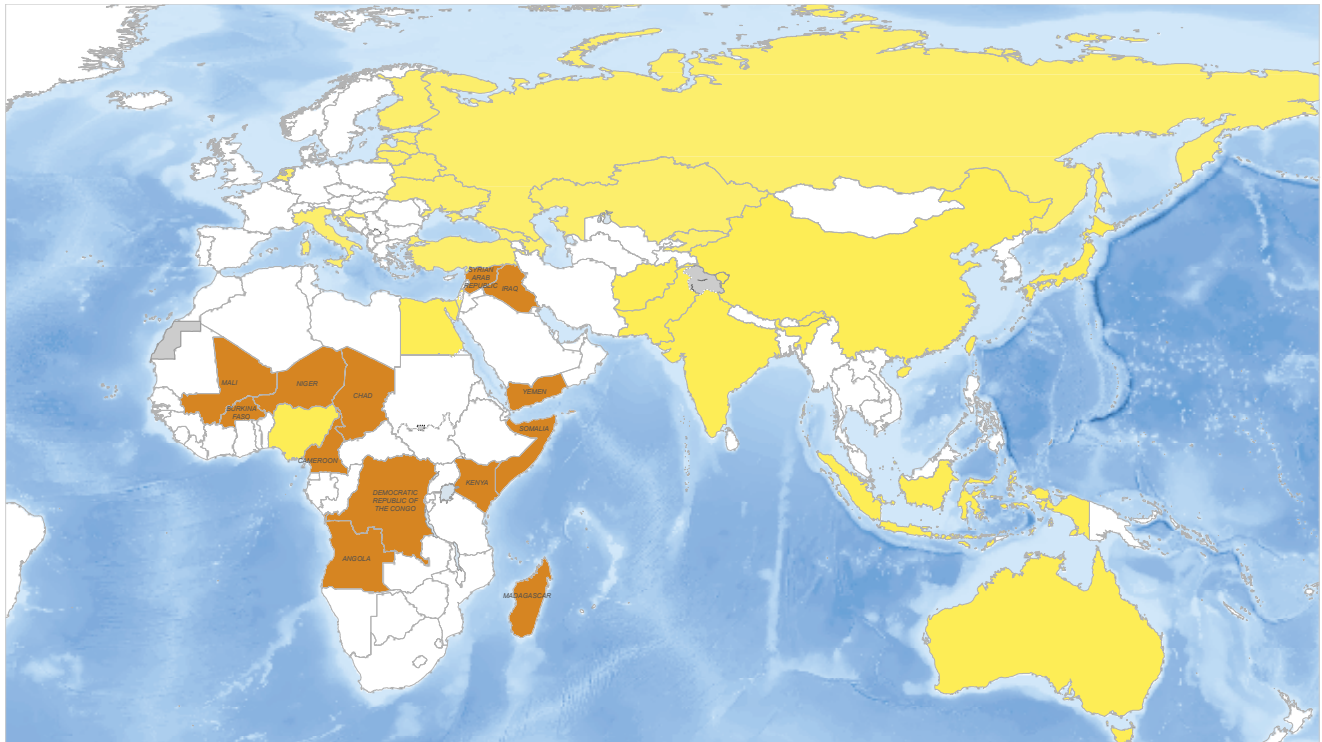 SYRIAN
ARAB
REPUBLIC
IRAQ
MALI
NIGER
CHAD
YEMEN
BURKINA
FASO
SOMALIA
CAMEROON
KENYA
DEMOCRATIC
REPUBLIC OF
THE CONGO
ANGOLA
MADAGASCAR